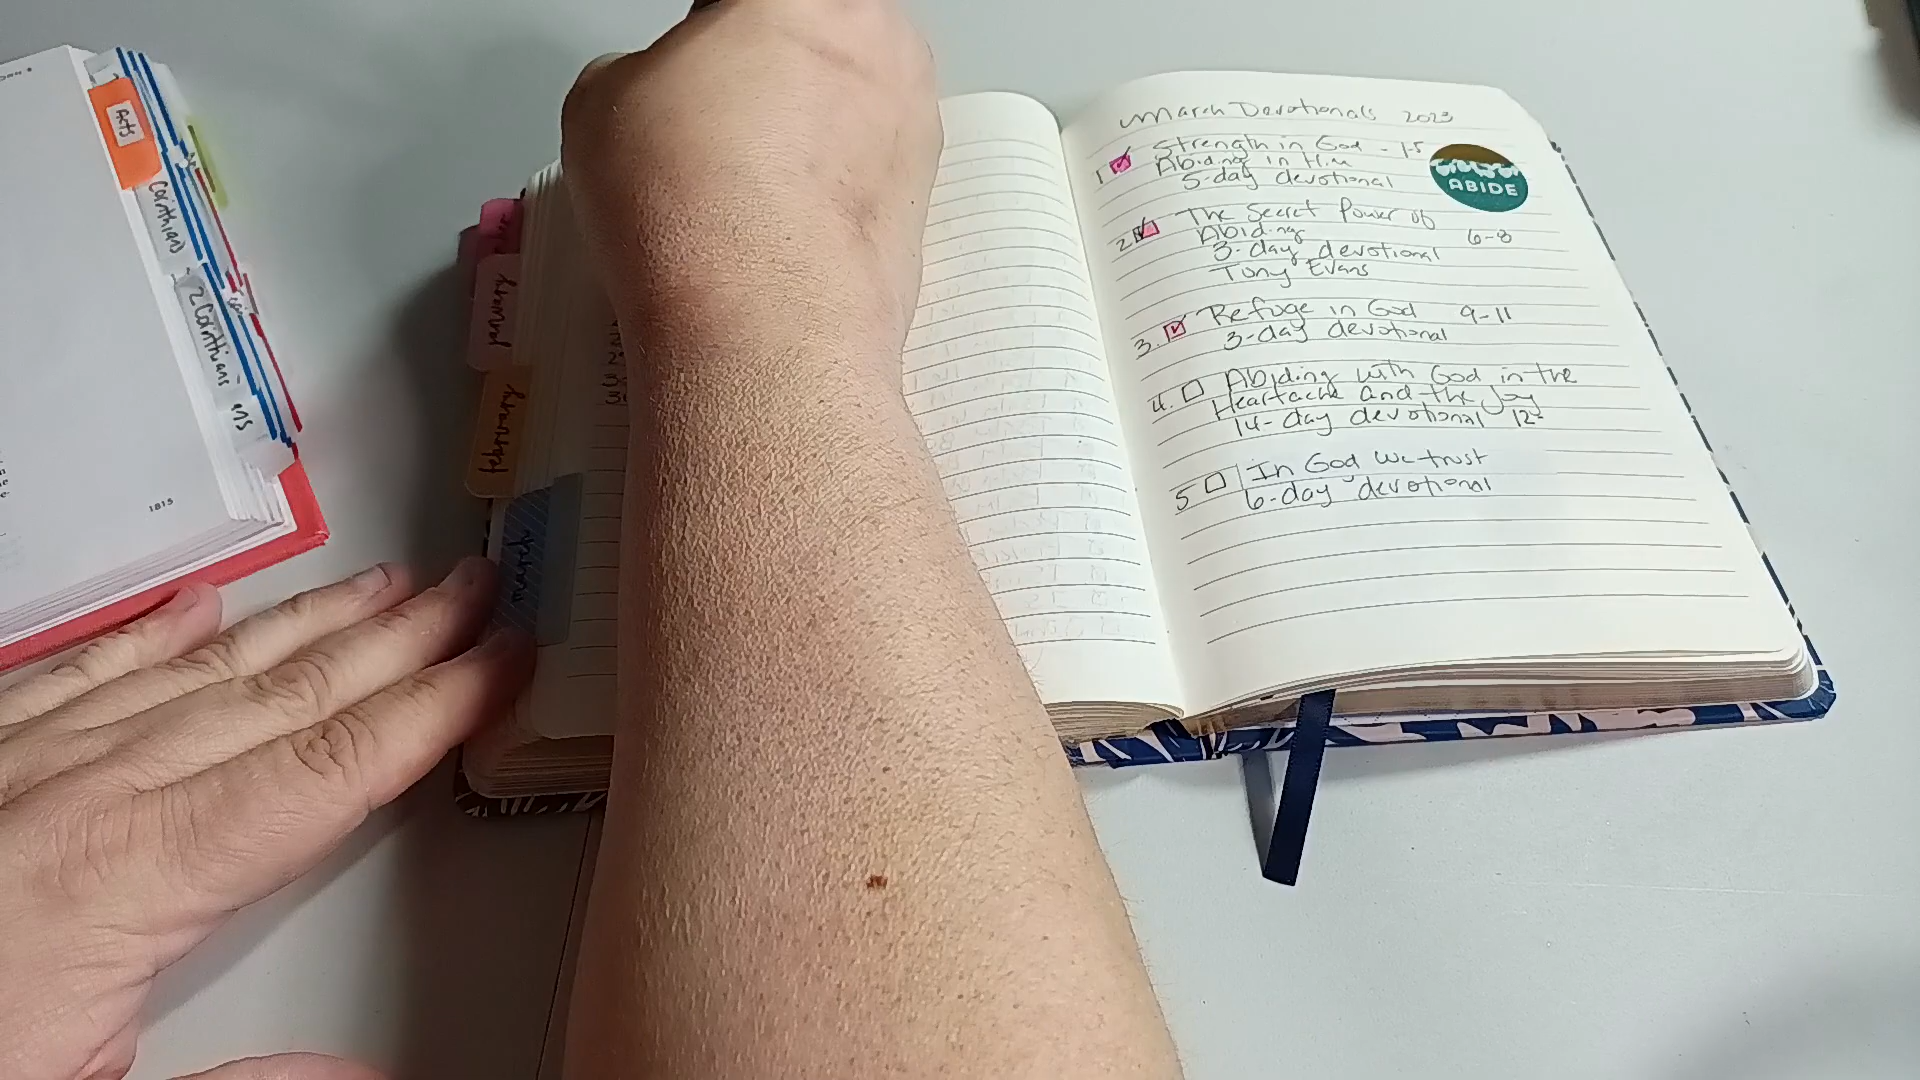 Acts
Corinthians
2 Corinthians
ans
1815
january
february
march
March Devotionals 2023
1 Strength in God - 1-5
Abiding in Him
5-day devotional
ABIDE
2 The Secret Power of
Abiding 6-8
3-day devotional
Tony Evans
3. Refuge in God 9-11
3-day devotional
4. Abiding with God in the
Heartache and the Joy
14-day devotional 12-
5 In God we trust
6-day devotional